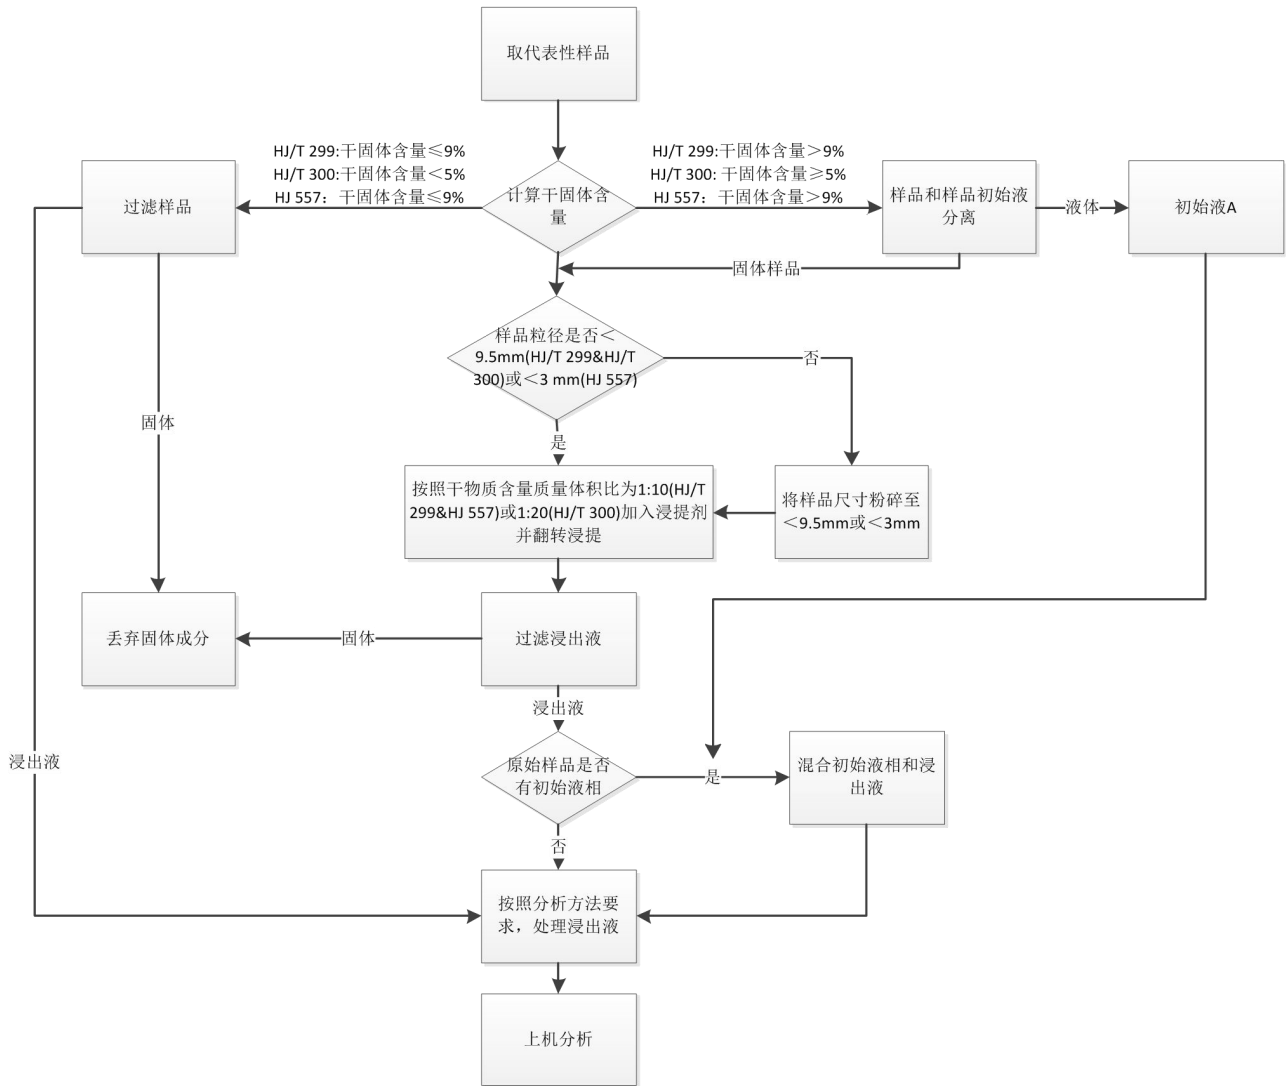 取代表性样品
HJ/T 299:干固体含量≤9%
HJ/T 300:干固体含量<5%
HJ 557：干固体含量≤9%
HJ/T 299:干固体含量＞9%
HJ/T 300: 干固体含量≥5%
HJ 557：干固体含量＞9%
过滤样品
计算干固体含
量
样品和样品初始液
分离
液体
初始液A
固体样品
样品粒径是否＜
9.5mm(HJ/T 299&HJ/T
300)或＜3 mm(HJ 557)
否
固体
是
按照干物质含量质量体积比为1:10(HJ/T
299&HJ 557)或1:20(HJ/T 300)加入浸提剂
并翻转浸提
将样品尺寸粉碎至
＜9.5mm或＜3mm
丢弃固体成分
固体
过滤浸出液
浸出液
浸出液
原始样品是否
有初始液相
是
混合初始液相和浸
出液
否
按照分析方法要
求，处理浸出液
上机分析